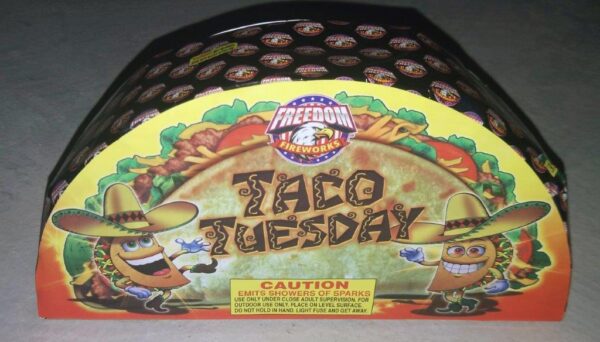 FREEDOM
FIREWORKS
TACO
TUESDAY
CAUTION
EMITS SHOWERS OF SPARKS
USE ONLY UNDER CLOSE ADULT SUPERVISION. FOR
OUTDOOR USE ONLY. PLACE ON LEVEL SURFACE.
DO NOT HOLD IN HAND. LIGHT FUSE AND GET AWAY.